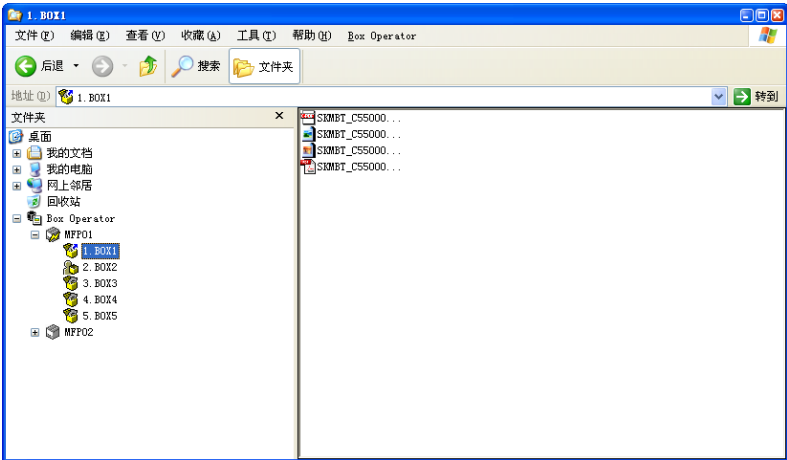 1. BOX1
文件(F) 编辑(E) 查看(V) 收藏(A) 工具(T) 帮助(H) Box Operator
后退 搜索 文件夹
地址(D) 1. BOX1 转到
文件夹 ×
桌面
我的文档
我的电脑
网上邻居
回收站
Box Operator
MFP01
1. BOX1
2. BOX2
3. BOX3
4. BOX4
5. BOX5
MFP02
SKMBT_C55000...
SKMBT_C55000...
SKMBT_C55000...
SKMBT_C55000...